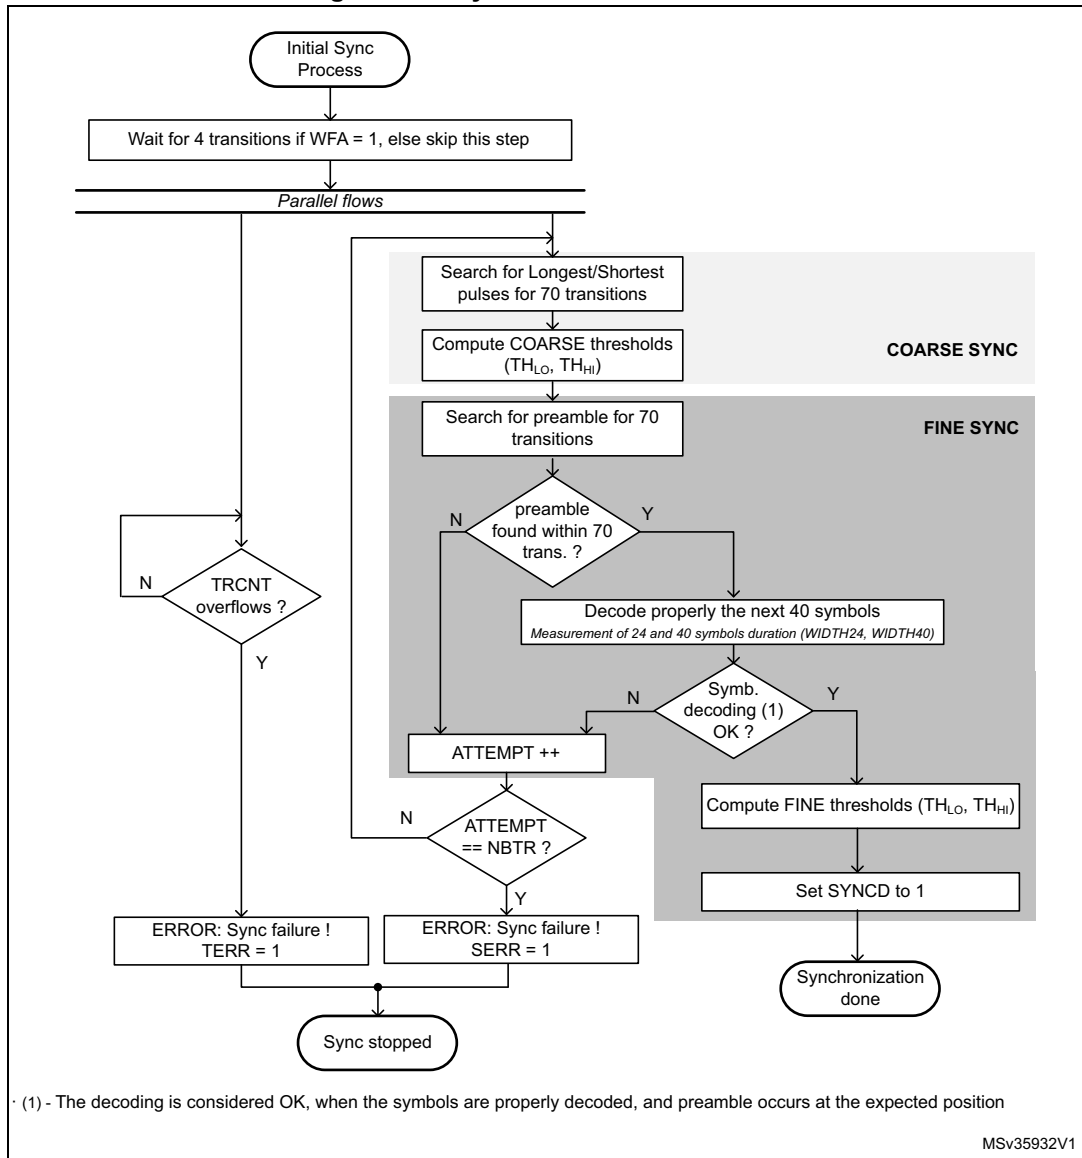 Initial Sync
Process
Wait for 4 transitions if WFA = 1, else skip this step
Parallel flows
Search for Longest/Shortest
pulses for 70 transitions
Compute COARSE thresholds
(THLO, THHI)
COARSE SYNC
Search for preamble for 70
transitions
FINE SYNC
preamble
found within 70
trans. ?
N
Y
TRCNT
overflows ?
N
Y
Decode properly the next 40 symbols
Measurement of 24 and 40 symbols duration (WIDTH24, WIDTH40)
Symb.
decoding (1)
OK ?
N
Y
ATTEMPT ++
Compute FINE thresholds (THLO, THHI)
ATTEMPT
== NBTR ?
N
Y
Set SYNCD to 1
ERROR: Sync failure !
TERR = 1
ERROR: Sync failure !
SERR = 1
Synchronization
done
Sync stopped
(1) - The decoding is considered OK, when the symbols are properly decoded, and preamble occurs at the expected position
MSv35932V1